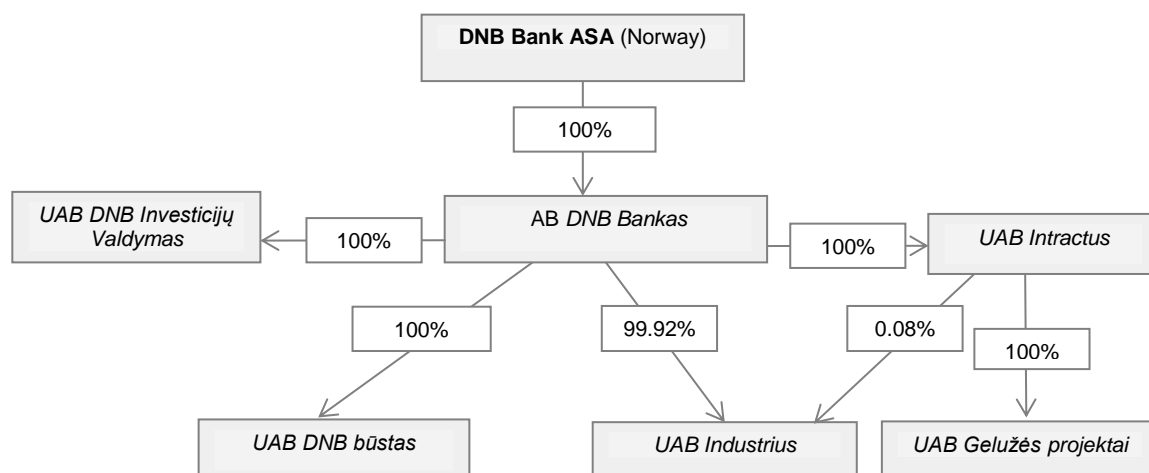 DNB Bank ASA (Norway)
100%
UAB DNB Investicijų
Valdymas
100%
AB DNB Bankas
100%
UAB Intractus
100%
99.92%
0.08%
100%
UAB DNB būstas
UAB Industrius
UAB Gelužės projektai